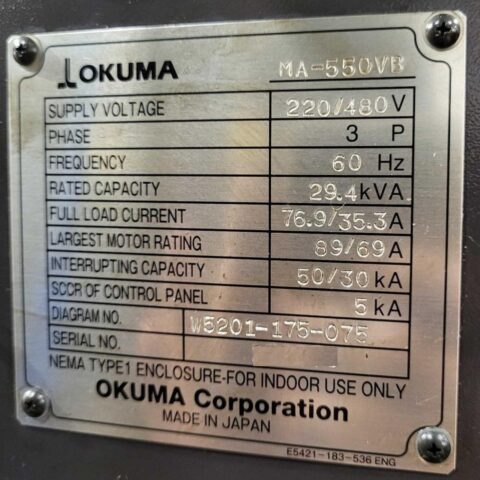 OKUMA MA-550VB
SUPPLY VOLTAGE 220/480 V
PHASE 3 P
FREQUENCY 60 Hz
RATED CAPACITY 29.4 kVA
FULL LOAD CURRENT 76.9/35.3 A
LARGEST MOTOR RATING 89/69 A
INTERRUPTING CAPACITY 50/30 kA
SCCR OF CONTROL PANEL 5 kA
DIAGRAM NO. W5201-175-075
SERIAL NO.
NEMA TYPE1 ENCLOSURE-FOR INDOOR USE ONLY
OKUMA Corporation
MADE IN JAPAN
E5421-183-536 ENG